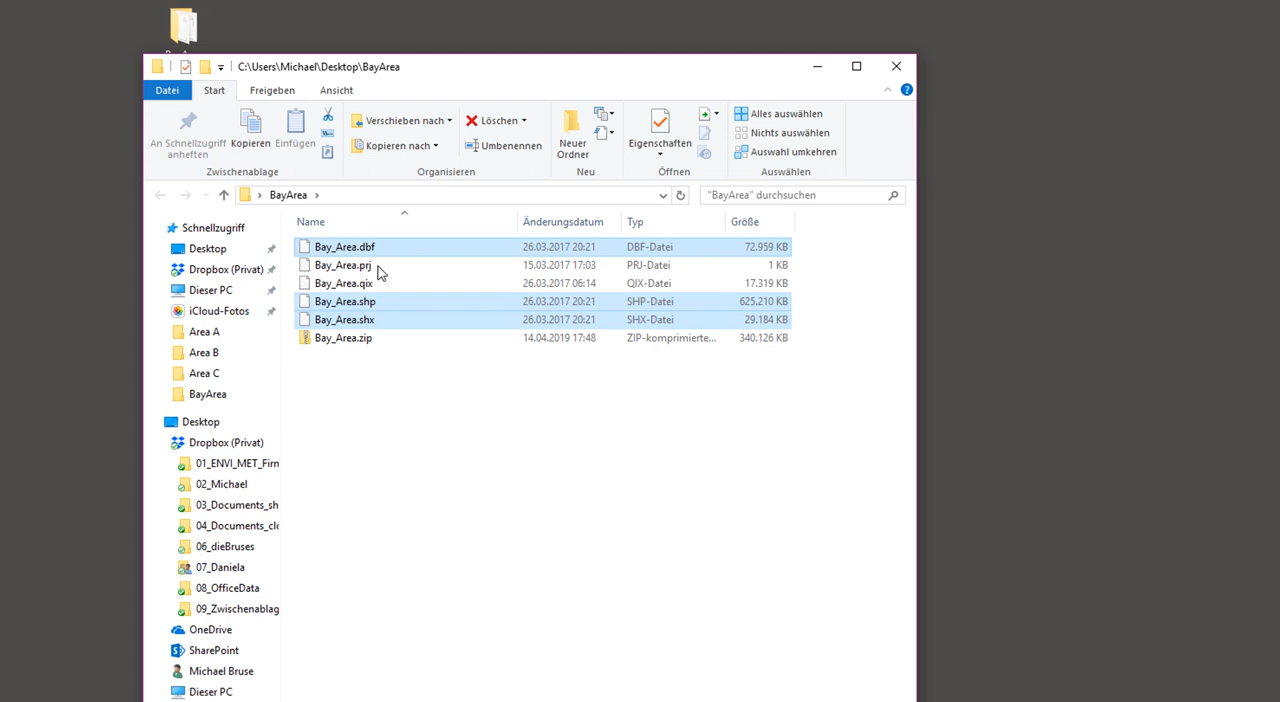 C:\Users\Michael\Desktop\BayArea
Datei Start Freigeben Ansicht
An Schnellzugriff anheften
Kopieren
Einfügen
Zwischenablage
Verschieben nach
Kopieren nach
Löschen
Umbenennen
Organisieren
Neuer Ordner
Neu
Eigenschaften
Öffnen
Alles auswählen
Nichts auswählen
Auswahl umkehren
Auswählen
BayArea
"BayArea" durchsuchen
Schnellzugriff
Desktop
Dropbox (Privat)
Dieser PC
iCloud-Fotos
Area A
Area B
Area C
BayArea
Desktop
Dropbox (Privat)
01_ENVI_MET_Firn
02_Michael
03_Documents_sh
04_Documents_clo
06_dieBruses
07_Daniela
08_OfficeData
09_Zwischenablag
OneDrive
SharePoint
Michael Bruse
Dieser PC
Name Änderungsdatum Typ Größe
Bay_Area.dbf 26.03.2017 20:21 DBF-Datei 72.959 KB
Bay_Area.prj 15.03.2017 17:03 PRJ-Datei 1 KB
Bay_Area.qix 26.03.2017 06:14 QIX-Datei 17.319 KB
Bay_Area.shp 26.03.2017 20:21 SHP-Datei 625.210 KB
Bay_Area.shx 26.03.2017 20:21 SHX-Datei 29.184 KB
Bay_Area.zip 14.04.2019 17:48 ZIP-komprimierte... 340.126 KB